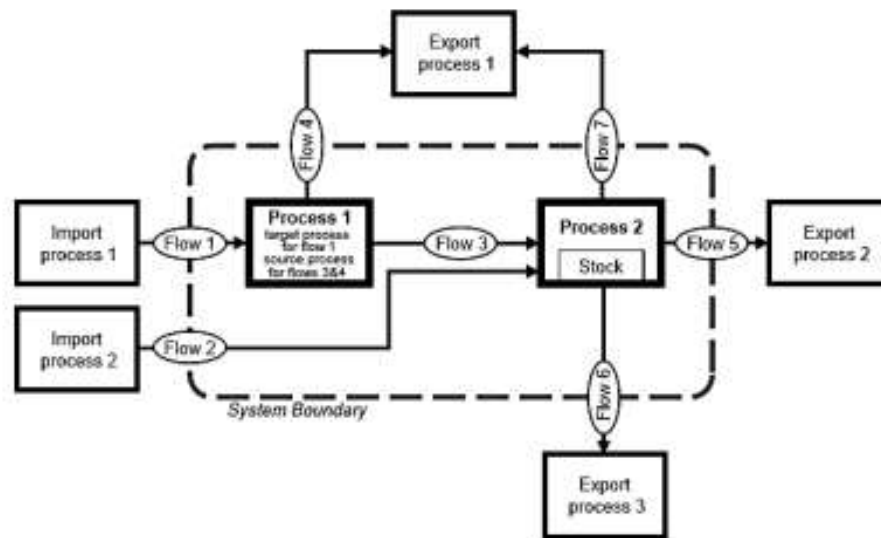 Export
process 1
Flow 4
Flow 7
Import
process 1
Flow 1
Process 1
target process
for flow 1
source process
for flows 3&4
Flow 3
Process 2
Stock
Flow 5
Export
process 2
Import
process 2
Flow 2
Flow 6
System Boundary
Export
process 3